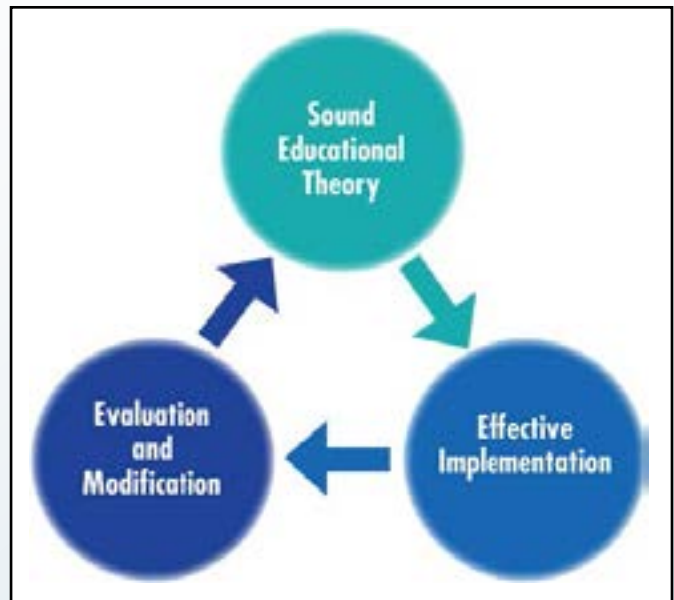 Sound
Educational
Theory
Effective
Implementation
Evaluation
and
Modification